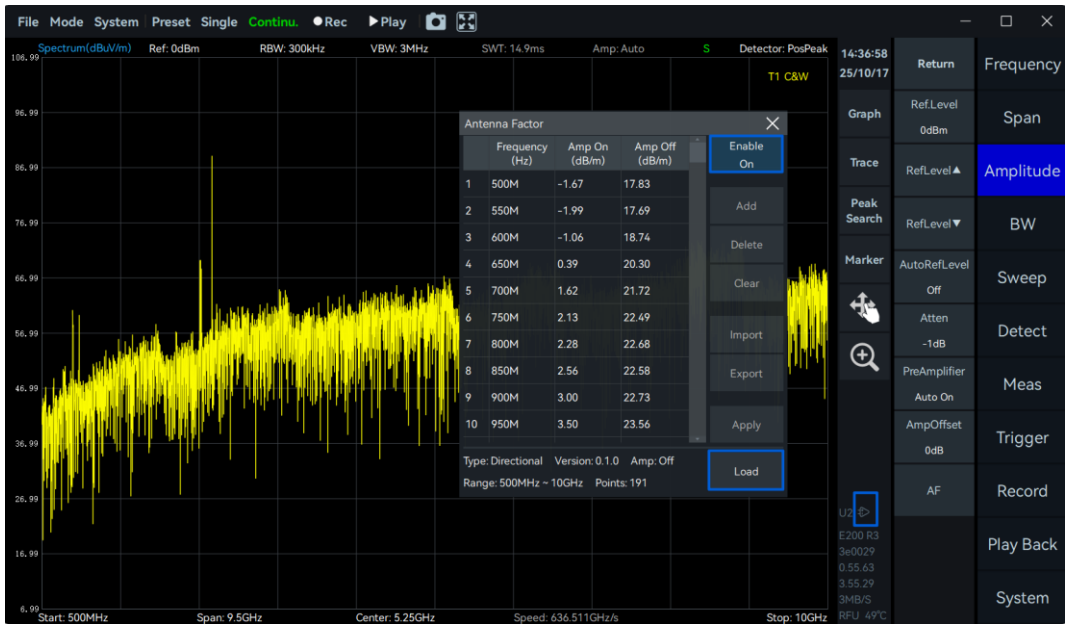 File Mode System Preset Single Continu. Rec Play
Spectrum(dBuV/m) Ref: 0dBm RBW: 300kHz VBW: 3MHz SWT: 14.9ms Amp: Auto S Detector: PosPeak
T1 C&W
106.99
96.99
86.99
76.99
66.99
56.99
46.99
36.99
26.99
16.99
6.99
Start: 500MHz Span: 9.5GHz Center: 5.25GHz Speed: 636.511GHz/s Stop: 10GHz
Antenna Factor
Frequency (Hz) Amp On (dB/m) Amp Off (dB/m)
1 500M -1.67 17.83
2 550M -1.99 17.69
3 600M -1.06 18.74
4 650M 0.39 20.30
5 700M 1.62 21.72
6 750M 2.13 22.49
7 800M 2.28 22.68
8 850M 2.56 22.58
9 900M 3.00 22.73
10 950M 3.50 23.56
Type: Directional Version: 0.1.0 Amp: Off
Range: 500MHz ~ 10GHz Points: 191
Enable
On
Add
Delete
Clear
Import
Export
Apply
Load
14:36:58
25/10/17
Graph
Trace
Peak
Search
Marker
U2
E200 R3
3e0029
0.55.63
3.55.29
3MB/S
RFU 49°C
Return
Ref.Level
0dBm
RefLevel▲
RefLevel▼
AutoRefLevel
Off
Atten
-1dB
PreAmplifier
Auto On
AmpOffset
0dB
AF
Frequency
Span
Amplitude
BW
Sweep
Detect
Meas
Trigger
Record
Play Back
System